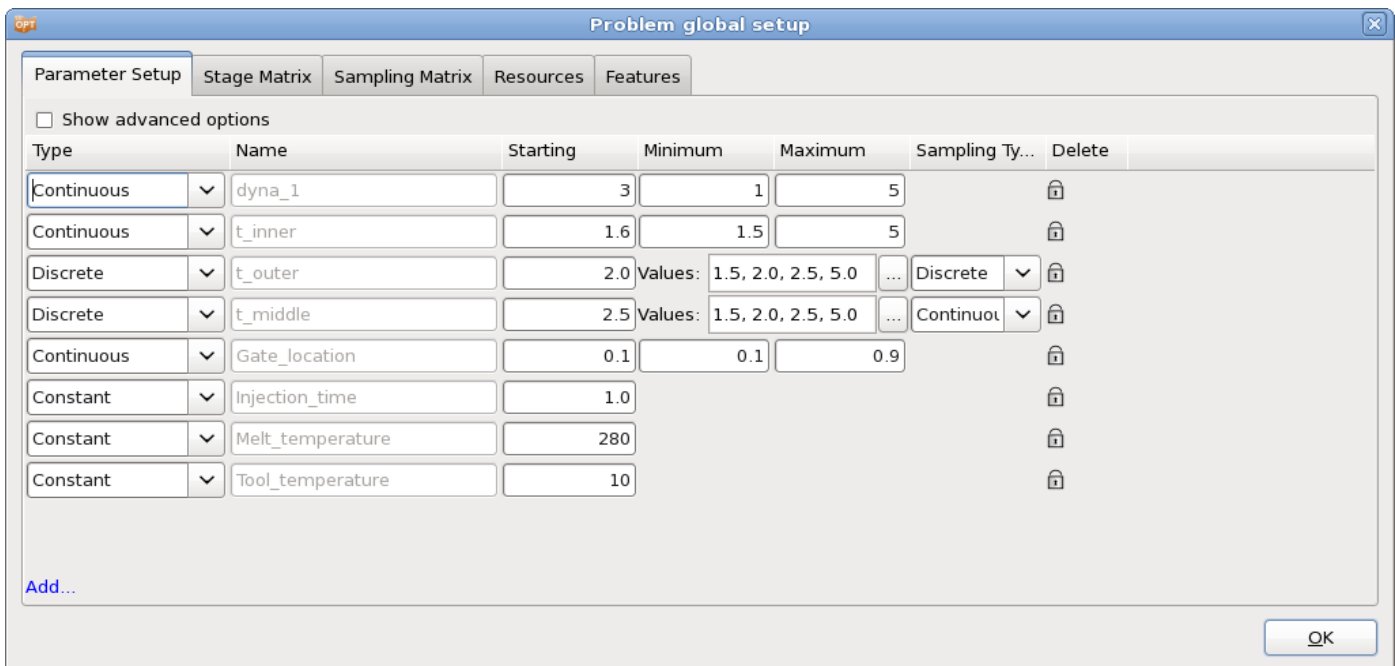 OPT Problem global setup
Parameter Setup Stage Matrix Sampling Matrix Resources Features
Show advanced options
Type Name Starting Minimum Maximum Sampling Ty... Delete
Continuous dyna_1 3 1 5
Continuous t_inner 1.6 1.5 5
Discrete t_outer 2.0 Values: 1.5, 2.0, 2.5, 5.0 ... Discrete
Discrete t_middle 2.5 Values: 1.5, 2.0, 2.5, 5.0 ... Continuou
Continuous Gate_location 0.1 0.1 0.9
Constant Injection_time 1.0
Constant Melt_temperature 280
Constant Tool_temperature 10
Add...
OK